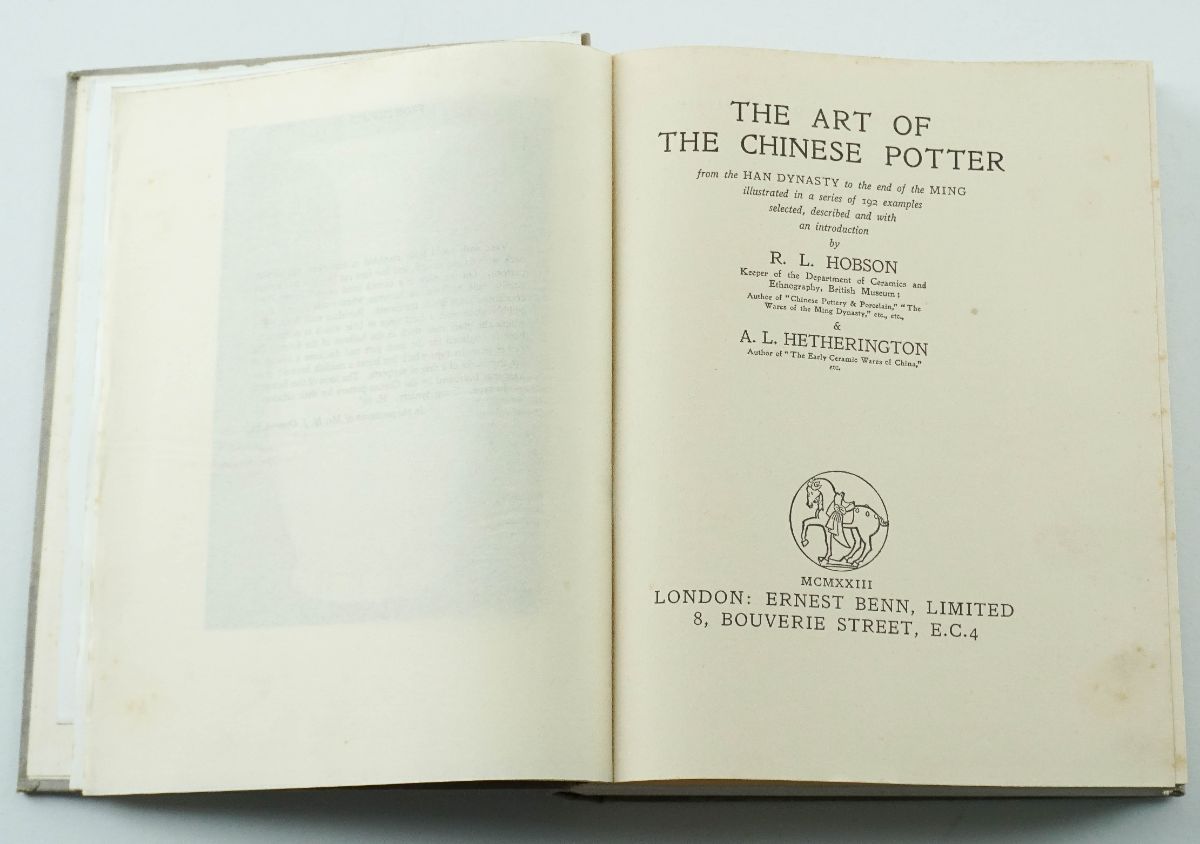 THE ART OF
THE CHINESE POTTER
from the HAN DYNASTY to the end of the MING
illustrated in a series of 192 examples
selected, described and with
an introduction
by
R. L. HOBSON
Keeper of the Department of Ceramics and
Ethnography, British Museum;
Author of "Chinese Pottery & Porcelain," "The
Wares of the Ming Dynasty," etc., etc.,
&
A. L. HETHERINGTON
Author of "The Early Ceramic Wares of China,"
etc.
MCMXXIII
LONDON: ERNEST BENN, LIMITED
8, BOUVERIE STREET, E.C.4